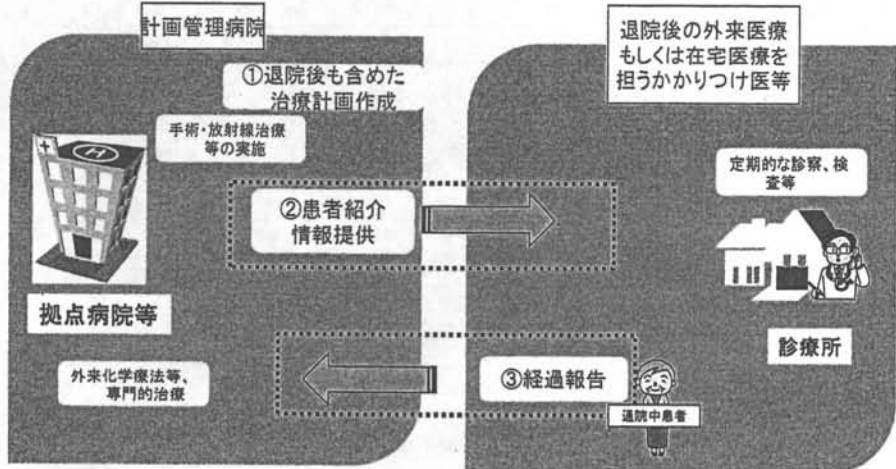 計画管理病院
①退院後も含めた
治療計画作成
手術・放射線治療
等の実施
H
②患者紹介
情報提供
拠点病院等
外来化学療法等、
専門的治療
退院後の外来医療
もしくは在宅医療を
担うかかりつけ医等
定期的な診察、検
査等
診療所
③経過報告
通院中患者